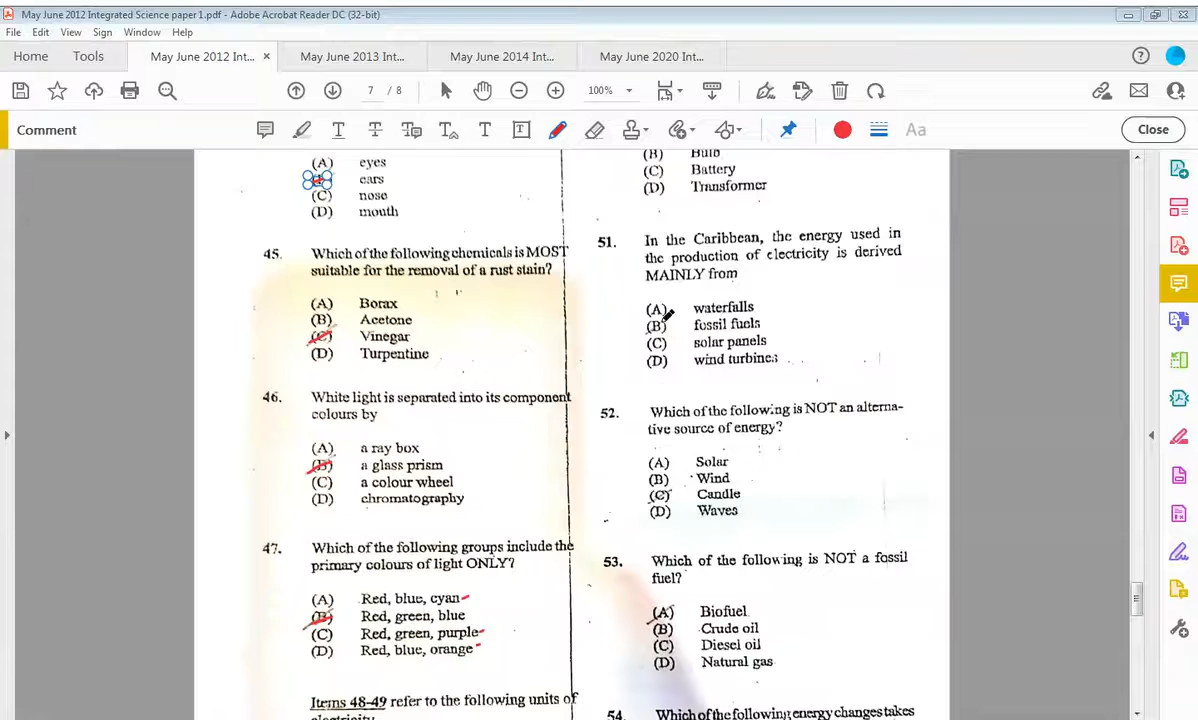 May June 2012 Integrated Science paper 1.pdf - Adobe Acrobat Reader DC (32-bit)
File Edit View Sign Window Help
Home Tools May June 2012 Int... × May June 2013 Int... May June 2014 Int... May June 2020 Int...
7 / 8 100%
Comment Close
(A) eyes
ears
(C) nose
(D) mouth
45. Which of the following chemicals is MOST
suitable for the removal of a rust stain?
(A) Borax
(B) Acetone
(C) Vinegar
(D) Turpentine
46. White light is separated into its component
colours by
(A) a ray box
(B) a glass prism
(C) a colour wheel
(D) chromatography
47. Which of the following groups include the
primary colours of light ONLY?
(A) Red, blue, cyan
(B) Red, green, blue
(C) Red, green, purple
(D) Red, blue, orange
Items 48-49 refer to the following units of
electricity
(B) Bulb
(C) Battery
(D) Transformer
51. In the Caribbean, the energy used in
the production of electricity is derived
MAINLY from
(A) waterfalls
(B) fossil fuels
(C) solar panels
(D) wind turbines
52. Which of the following is NOT an alterna-
tive source of energy?
(A) Solar
(B) Wind
(C) Candle
(D) Waves
53. Which of the following is NOT a fossil
fuel?
(A) Biofuel
(B) Crude oil
(C) Diesel oil
(D) Natural gas
54. Which of the following energy changes takes